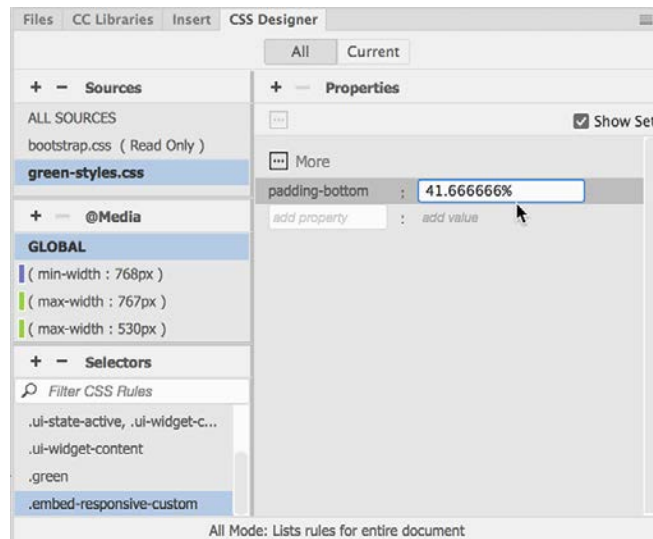 Files CC Libraries Insert CSS Designer
All Current
+ − Sources
ALL SOURCES
bootstrap.css ( Read Only )
green-styles.css
+ − @Media
GLOBAL
( min-width : 768px )
( max-width : 767px )
( max-width : 530px )
+ − Selectors
Filter CSS Rules
.ui-state-active, .ui-widget-c...
.ui-widget-content
.green
.embed-responsive-custom
+ − Properties
Show Set
More
padding-bottom : 41.666666%
add property : add value
All Mode: Lists rules for entire document